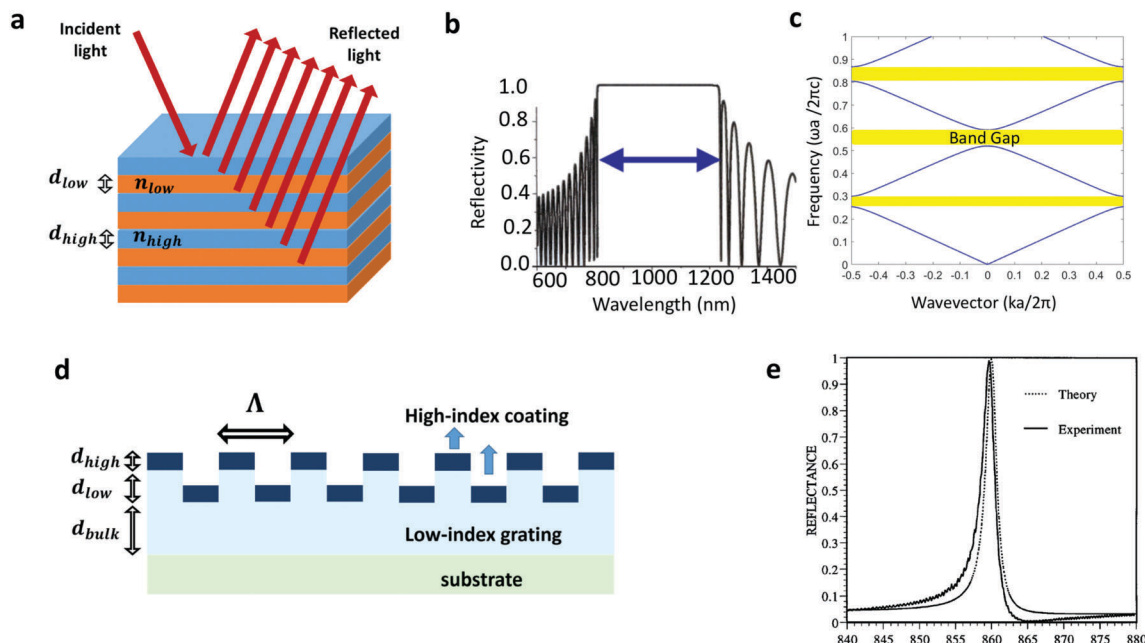 a
Incident
light
Reflected
light
d_low
n_low
d_high
n_high
b
Reflectivity
1.0
0.8
0.6
0.4
0.2
0.0
600 800 1000 1200 1400
Wavelength (nm)
c
Frequency (ωa /2πc)
1
0.9
0.8
0.7
0.6
0.5
0.4
0.3
0.2
0.1
0
Band Gap
-0.5 -0.4 -0.3 -0.2 -0.1 0 0.1 0.2 0.3 0.4 0.5
Wavevector (ka/2π)
d
Λ
High-index coating
d_high
d_low
d_bulk
Low-index grating
substrate
e
REFLECTANCE
1
0.9
0.8
0.7
0.6
0.5
0.4
0.3
0.2
0.1
0
Theory
Experiment
840 845 850 855 860 865 870 875 880